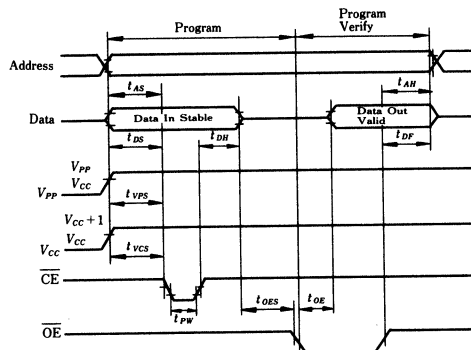 Program
Program
Verify
Address
tAS
tAH
Data
Data In Stable
Data Out
Valid
tDS
tDH
tDF
VPP
VPP
VCC
tVPS
VCC + 1
VCC
VCC
tVCS
CE
tPW
tOES
tOE
OE